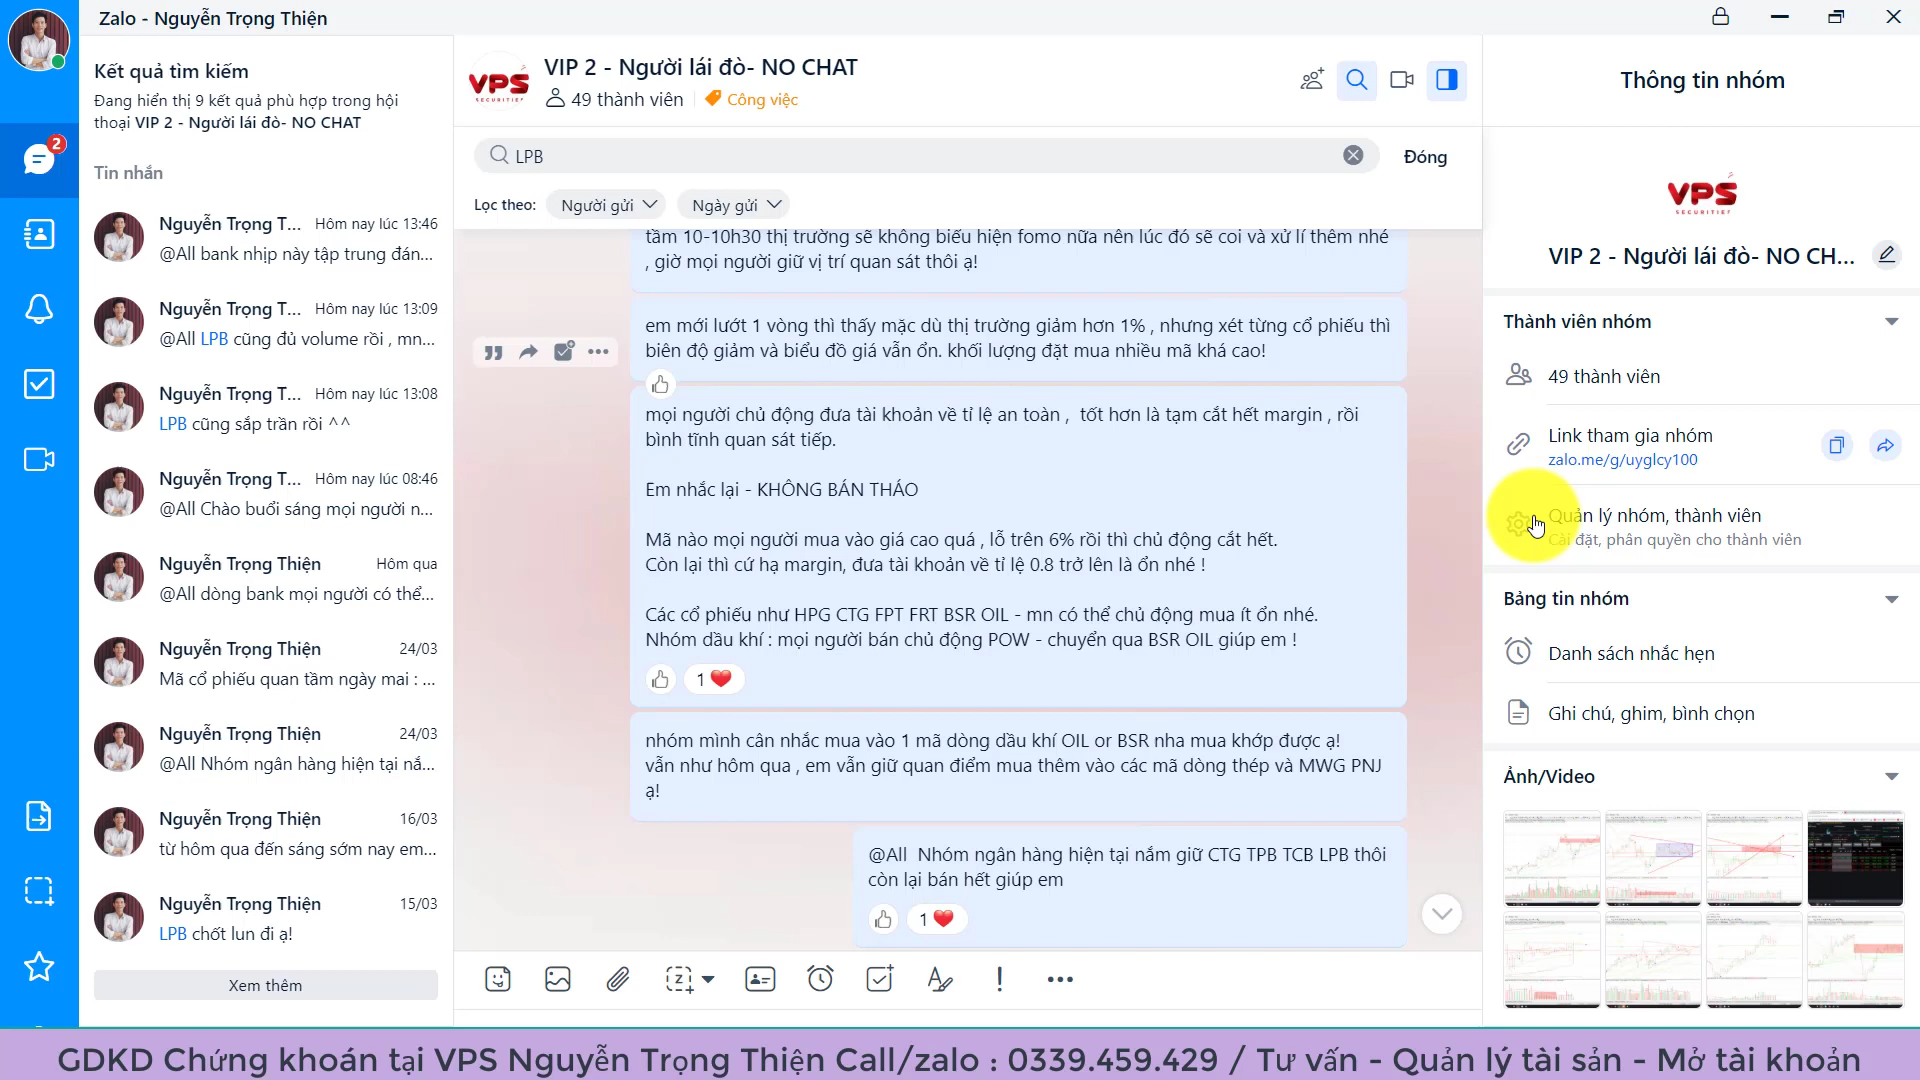 Zalo - Nguyễn Trọng Thiện
Kết quả tìm kiếm
Đang hiển thị 9 kết quả phù hợp trong hội
thoại VIP 2 - Người lái đò- NO CHAT
2
Tin nhắn
Nguyễn Trọng T... Hôm nay lúc 13:46
@All bank nhịp này tập trung đán...
Nguyễn Trọng T... Hôm nay lúc 13:09
@All LPB cũng đủ volume rồi , mn...
Nguyễn Trọng T... Hôm nay lúc 13:08
LPB cũng sắp trần rồi ^^
Nguyễn Trọng T... Hôm nay lúc 08:46
@All Chào buổi sáng mọi người n...
Nguyễn Trọng Thiện Hôm qua
@All dòng bank mọi người có thể...
Nguyễn Trọng Thiện 24/03
Mã cổ phiếu quan tầm ngày mai : ...
Nguyễn Trọng Thiện 24/03
@All Nhóm ngân hàng hiện tại nắ...
Nguyễn Trọng Thiện 16/03
từ hôm qua đến sáng sớm nay em...
Nguyễn Trọng Thiện 15/03
LPB chốt lun đi ạ!
Xem thêm
VPS
SECURITIES
VIP 2 - Người lái đò- NO CHAT
49 thành viên
Công việc
LPB
Đóng
Lọc theo:
Người gửi
Ngày gửi
tầm 10-10h30 thị trường sẽ không biểu hiện fomo nữa nên lúc đó sẽ coi và xử lí thêm nhé
, giờ mọi người giữ vị trí quan sát thôi ạ!
em mới lướt 1 vòng thì thấy mặc dù thị trường giảm hơn 1% , nhưng xét từng cổ phiếu thì
biên độ giảm và biểu đồ giá vẫn ổn. khối lượng đặt mua nhiều mã khá cao!
mọi người chủ động đưa tài khoản về tỉ lệ an toàn , tốt hơn là tạm cắt hết margin , rồi
bình tĩnh quan sát tiếp.
Em nhắc lại - KHÔNG BÁN THÁO
Mã nào mọi người mua vào giá cao quá , lỗ trên 6% rồi thì chủ động cắt hết.
Còn lại thì cứ hạ margin, đưa tài khoản về tỉ lệ 0.8 trở lên là ổn nhé !
Các cổ phiếu như HPG CTG FPT FRT BSR OIL - mn có thể chủ động mua ít ổn nhé.
Nhóm dầu khí : mọi người bán chủ động POW - chuyển qua BSR OIL giúp em !
1
nhóm mình cân nhắc mua vào 1 mã dòng dầu khí OIL or BSR nha mua khớp được ạ!
vẫn như hôm qua , em vẫn giữ quan điểm mua thêm vào các mã dòng thép và MWG PNJ
ạ!
@All Nhóm ngân hàng hiện tại nắm giữ CTG TPB TCB LPB thôi
còn lại bán hết giúp em
1
Thông tin nhóm
VPS
SECURITIES
VIP 2 - Người lái đò- NO CH...
Thành viên nhóm
49 thành viên
Link tham gia nhóm
zalo.me/g/uyglcy100
Quản lý nhóm, thành viên
Cài đặt, phân quyền cho thành viên
Bảng tin nhóm
Danh sách nhắc hẹn
Ghi chú, ghim, bình chọn
Ảnh/Video
GDKD Chứng khoán tại VPS Nguyễn Trọng Thiện Call/zalo : 0339.459.429 / Tư vấn - Quản lý tài sản - Mở tài khoản